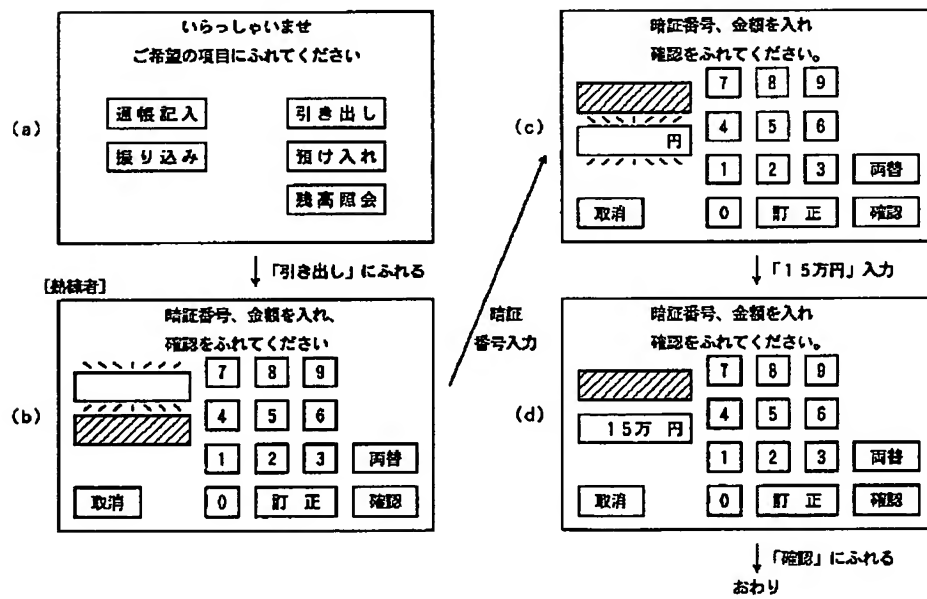 (a)
いらっしゃいませ
ご希望の項目にふれてください
通帳記入
引き出し
振り込み
預け入れ
残高照会
「引き出し」にふれる
[熟練者]
(b)
暗証番号、金額を入れ、
確認をふれてください
7 8 9
4 5 6
1 2 3 両替
取消 0 訂正 確認
暗証
番号入力
(c)
暗証番号、金額を入れ
確認をふれてください。
7 8 9
円 4 5 6
1 2 3 両替
取消 0 訂正 確認
「15万円」入力
(d)
暗証番号、金額を入れ
確認をふれてください。
7 8 9
15万 円 4 5 6
1 2 3 両替
取消 0 訂正 確認
「確認」にふれる
おわり